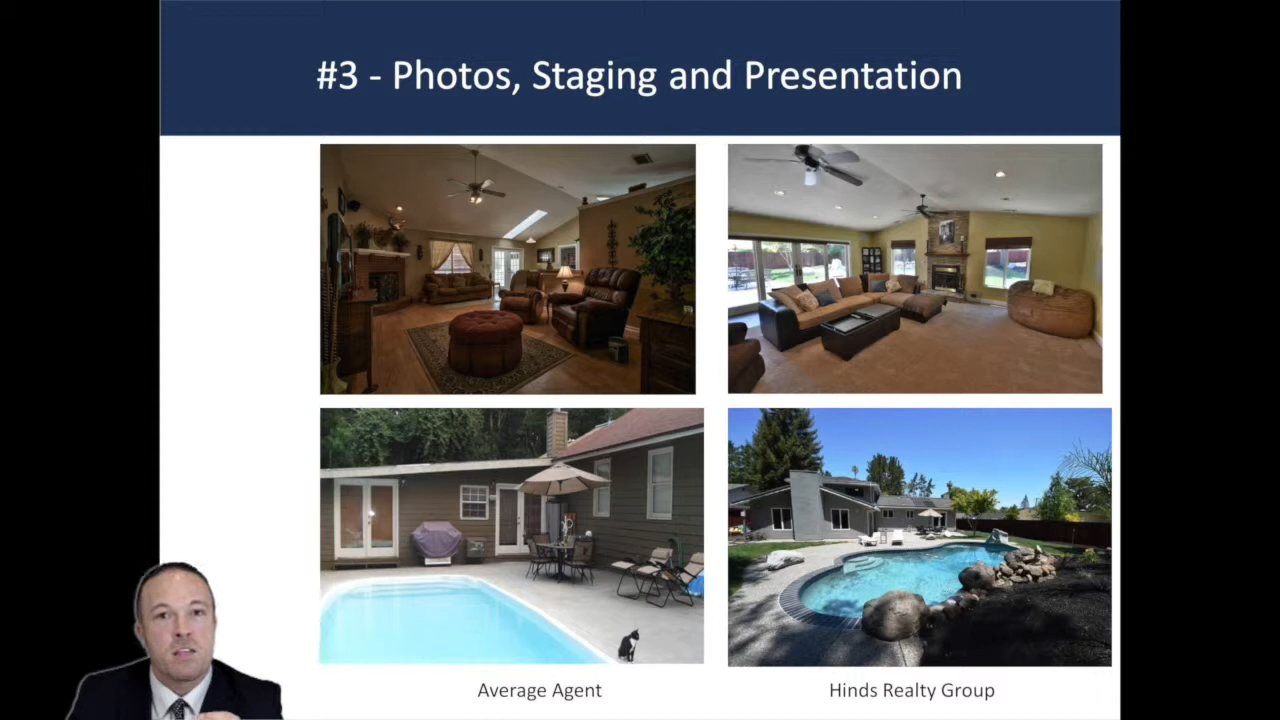 #3 - Photos, Staging and Presentation
Average Agent
Hinds Realty Group